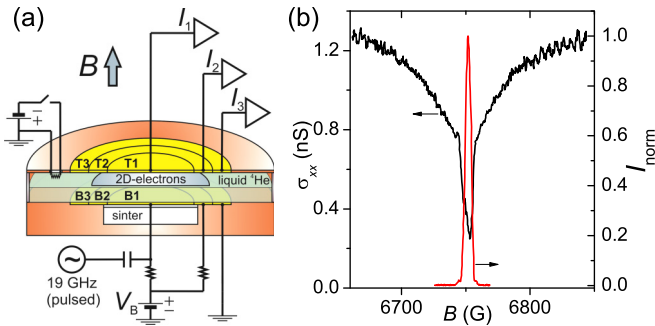 (a)
I1
I2
I3
B
T3 T2 T1
2D-electrons
liquid 4He
B3 B2 B1
sinter
19 GHz
(pulsed)
VB
(b)
1.2
0.8
0.4
0.0
σxx (nS)
1.0
0.8
0.6
0.4
0.2
0.0
Inorm
6700
6800
B (G)